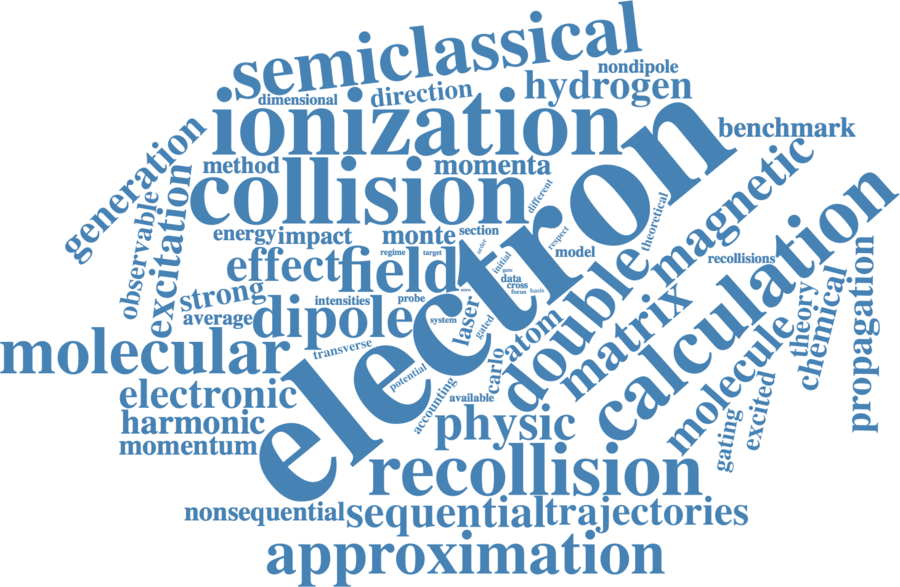 semiclassical
nondipole
hydrogen
dimensional
direction
ionization
benchmark
generation
method
momenta
collision
electron
magnetic
observable
excitation
different
theoretical
energy
impact
monte
section
order
respect
model
recollisions
calculation
effect
field
regime
target
initial
gate
data
cross
zero
focus
basis
double
strong
intensities
probe
average
dipole
system
laser
gated
atom
matrix
molecule
theory
chemical
propagation
molecular
transverse
potential
carlo
electronic
accounting
available
harmonic
physic
gating
excited
momentum
recollision
nonsequential
sequential
trajectories
approximation